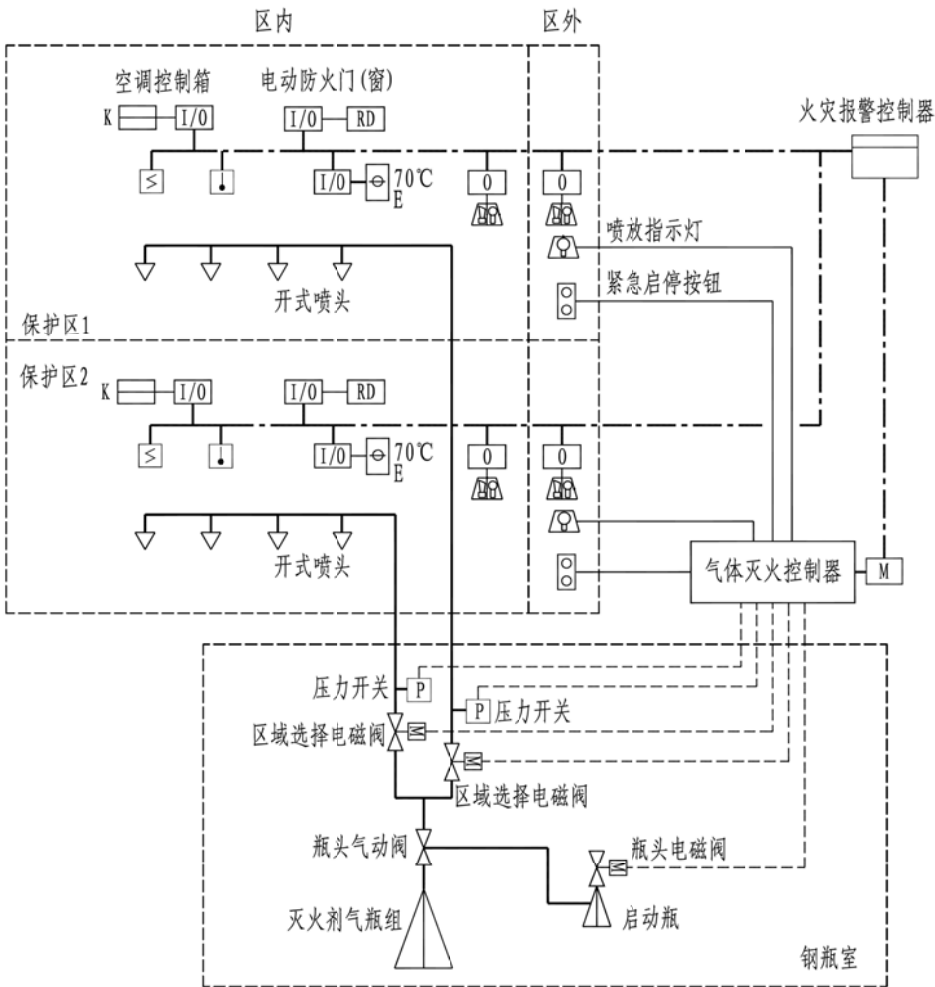 区内
区外
空调控制箱
电动防火门(窗)
火灾报警控制器
K
I/O
I/O
RD
I/O
70℃
E
O
O
喷放指示灯
紧急启停按钮
开式喷头
保护区1
保护区2
K
I/O
I/O
RD
I/O
70℃
E
O
O
开式喷头
气体灭火控制器
M
压力开关
P
P
压力开关
区域选择电磁阀
M
M
区域选择电磁阀
瓶头气动阀
瓶头电磁阀
M
灭火剂气瓶组
启动瓶
钢瓶室